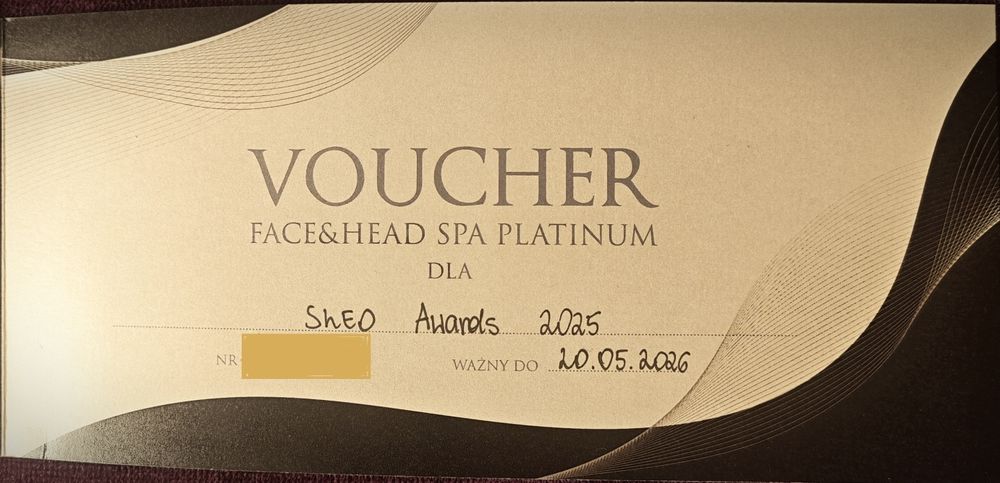 VOUCHER
FACE&HEAD SPA PLATINUM
DLA
ShEO Awards 2025
NR
WAŻNY DO 20.05.2026